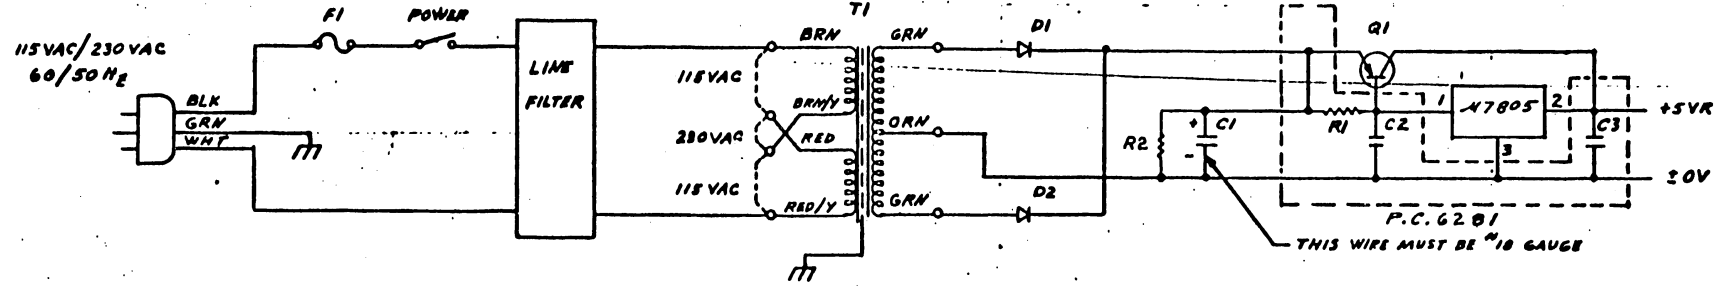 115VAC/230VAC
60/50HZ
BLK
GRN
WHT
F1
POWER
LINE
FILTER
115VAC
230VAC
115VAC
T1
BRN
BRN/Y
RED
RED/Y
GRN
ORN
GRN
D1
D2
R2
+
C1
-
Q1
R1
C2
1
µ7805
2
3
C3
+5VR
±0V
P.C.6281
THIS WIRE MUST BE ~10 GAUGE